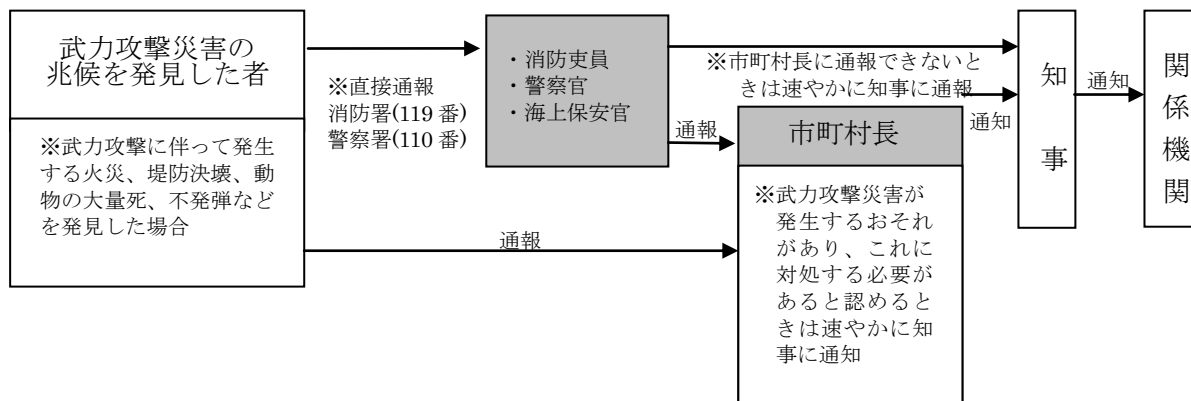 武力攻撃災害の
兆候を発見した者
※武力攻撃に伴って発生
する火災、堤防決壊、動
物の大量死、不発弾など
を発見した場合
※直接通報
消防署(119 番)
警察署(110 番)
・消防吏員
・警察官
・海上保安官
※市町村長に通報できないと
きは速やかに知事に通報
通報
通報
市町村長
※武力攻撃災害が
発生するおそれ
があり、これに
対処する必要が
あると認めると
きは速やかに知
事に通知
通知
知事
通知
関係機関